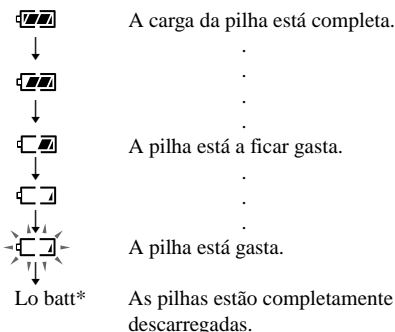 A carga da pilha está completa.
.
.
.
.
A pilha está a ficar gasta.
.
.
.
A pilha está gasta.
Lo batt* As pilhas estão completamente
descarregadas.